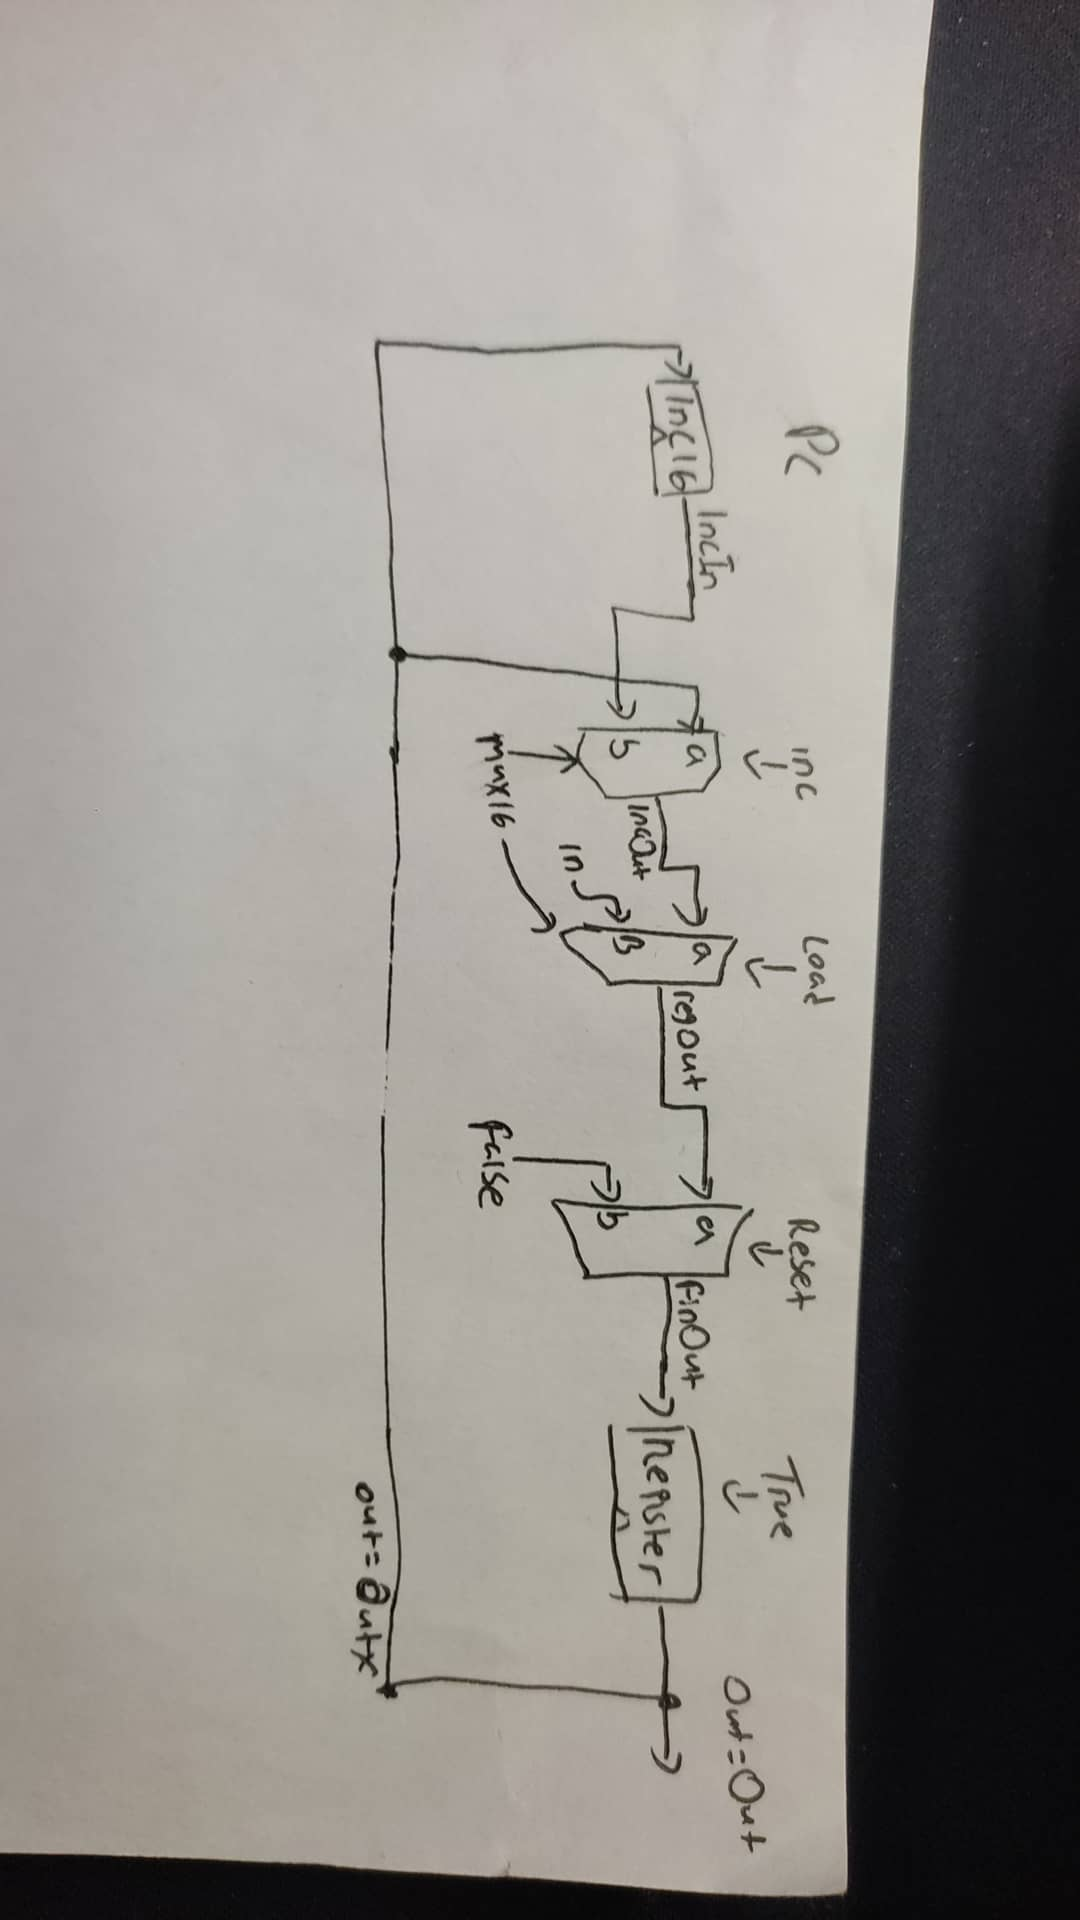 PC
inc
Load
Reset
True
Out=Out
Inc16
IncIn
a
b
incOut
a
B
regOut
a
b
FinOut
Register
in
mux16
false
out=Outx